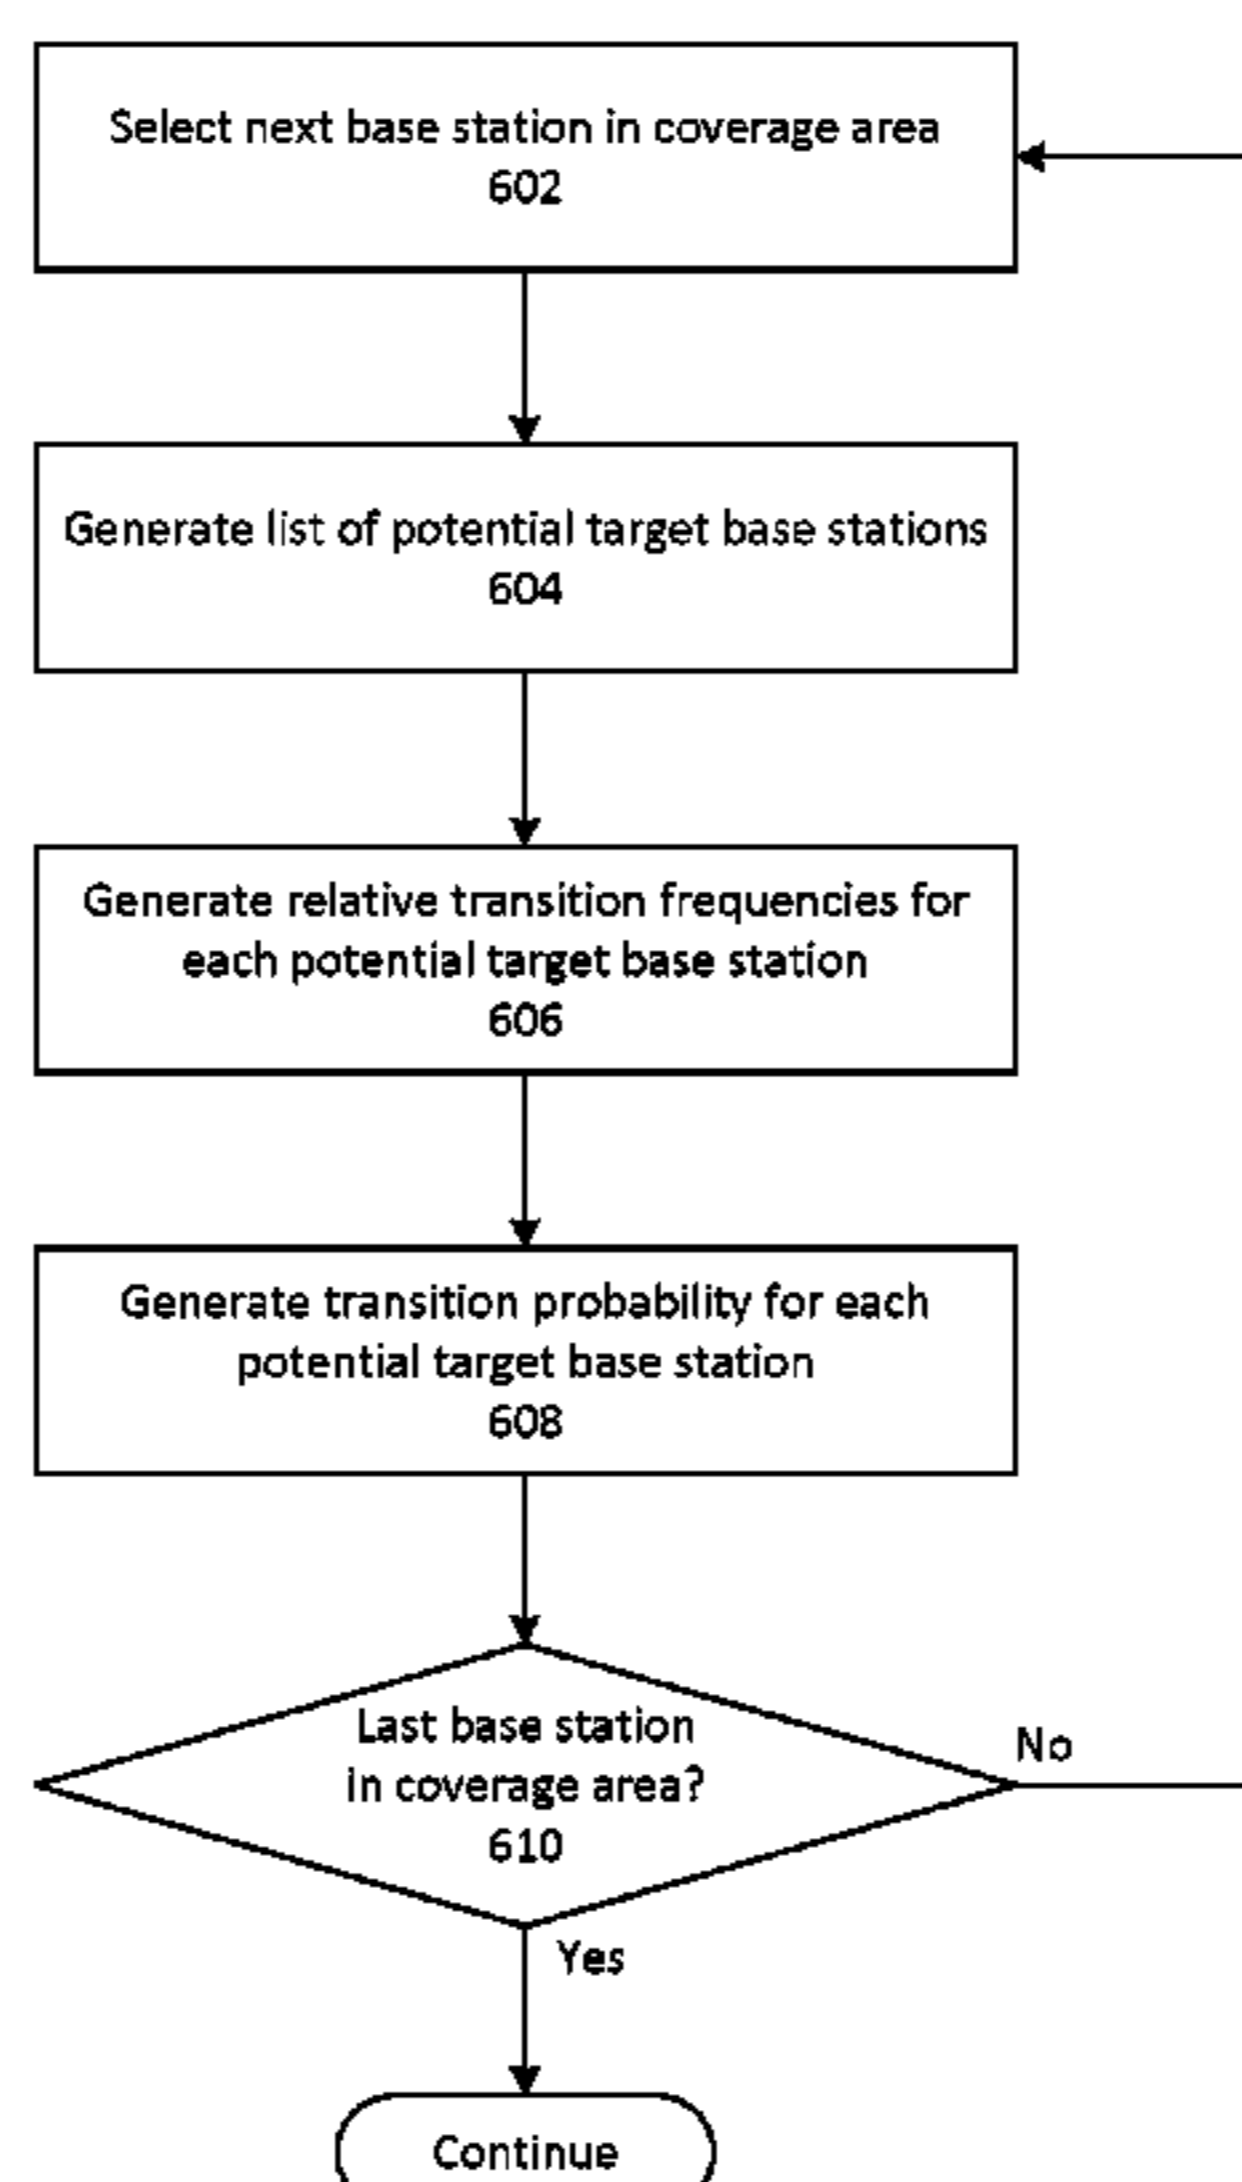 Select next base station in coverage area
602
Generate list of potential target base stations
604
Generate relative transition frequencies for
each potential target base station
606
Generate transition probability for each
potential target base station
608
Last base station
in coverage area?
610
No
Yes
Continue